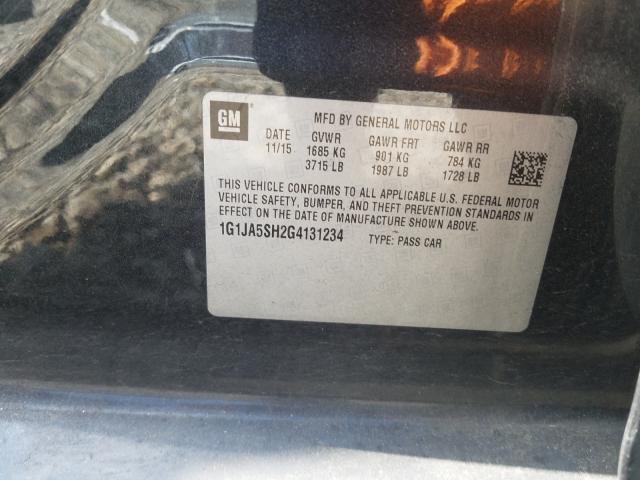 GM
MFD BY GENERAL MOTORS LLC
DATE GVWR GAWR FRT GAWR RR
11/15 1685 KG 901 KG 784 KG
3715 LB 1987 LB 1728 LB
THIS VEHICLE CONFORMS TO ALL APPLICABLE U.S. FEDERAL MOTOR
VEHICLE SAFETY, BUMPER, AND THEFT PREVENTION STANDARDS IN
EFFECT ON THE DATE OF MANUFACTURE SHOWN ABOVE.
1G1JA5SH2G4131234 TYPE: PASS CAR